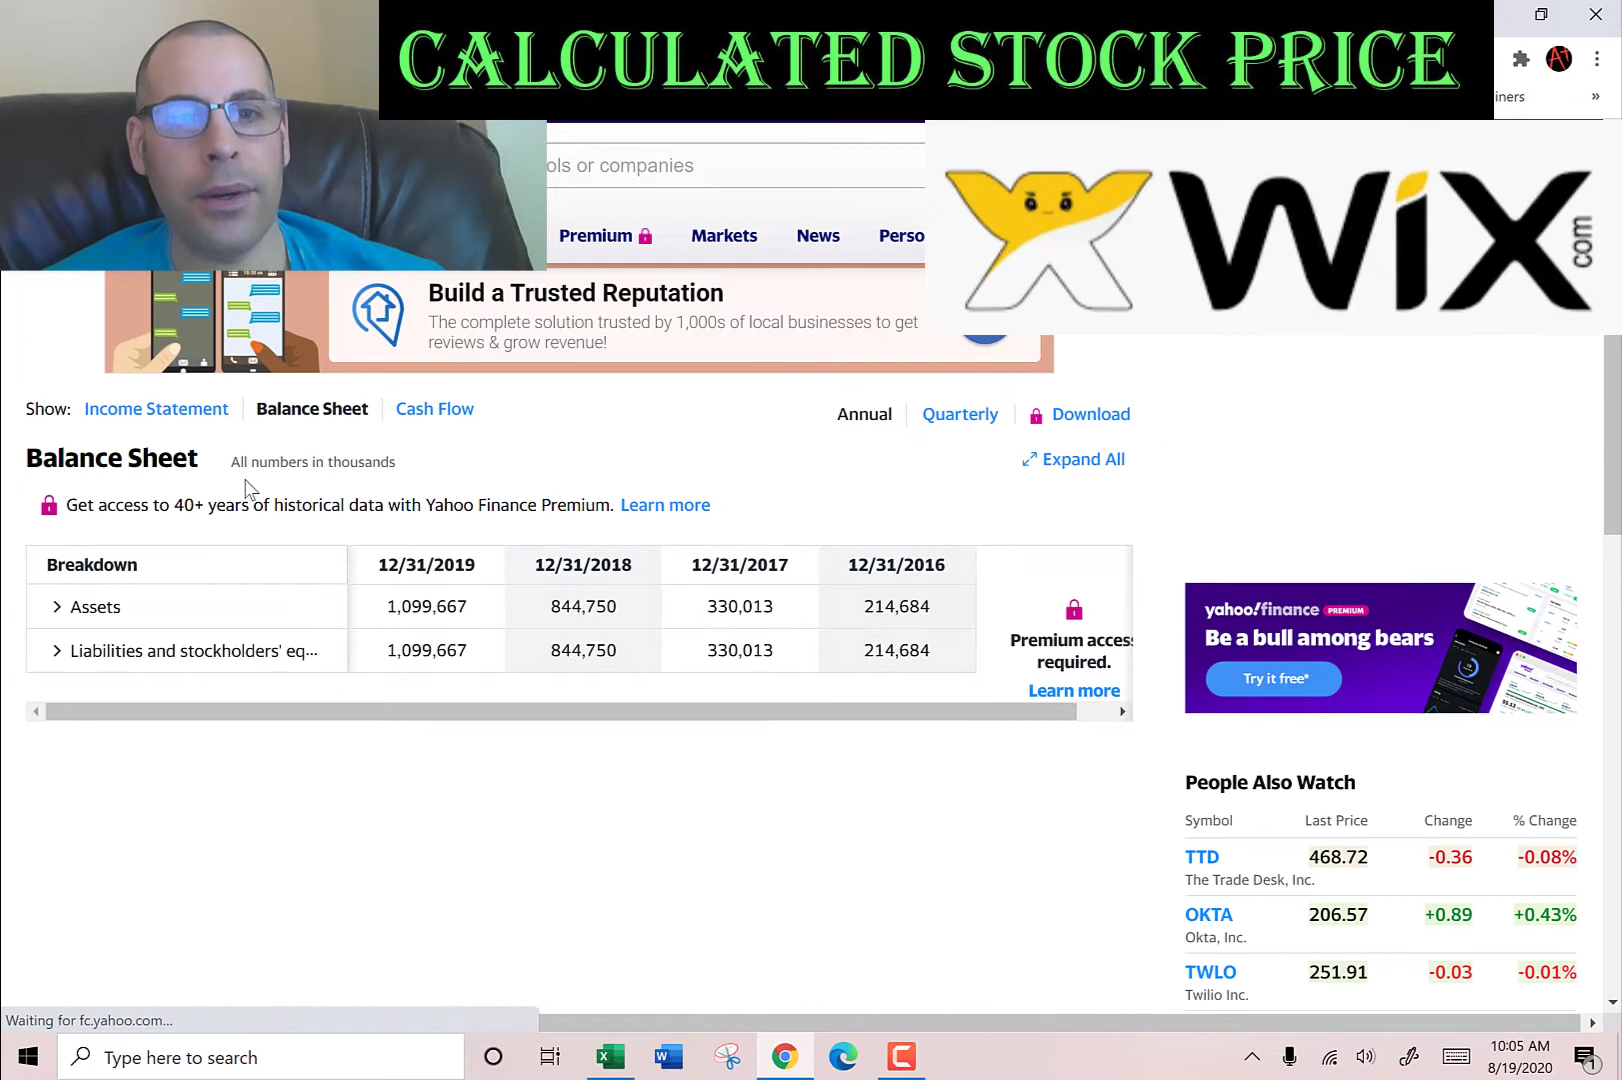 CALCULATED STOCK PRICE
iners
»
ols or companies
Premium
Markets
News
Perso
WiX.com
Build a Trusted Reputation
The complete solution trusted by 1,000s of local businesses to get
reviews & grow revenue!
Show: Income Statement Balance Sheet Cash Flow
Annual Quarterly Download
Balance Sheet All numbers in thousands
Expand All
Get access to 40+ years of historical data with Yahoo Finance Premium. Learn more
Breakdown 12/31/2019 12/31/2018 12/31/2017 12/31/2016
> Assets 1,099,667 844,750 330,013 214,684
> Liabilities and stockholders' eq... 1,099,667 844,750 330,013 214,684
Premium access
required.
Learn more
yahoo!finance PREMIUM
Be a bull among bears
Try it free*
People Also Watch
Symbol Last Price Change % Change
TTD 468.72 -0.36 -0.08%
The Trade Desk, Inc.
OKTA 206.57 +0.89 +0.43%
Okta, Inc.
TWLO 251.91 -0.03 -0.01%
Twilio Inc.
Waiting for fc.yahoo.com...
Type here to search
10:05 AM
8/19/2020
1